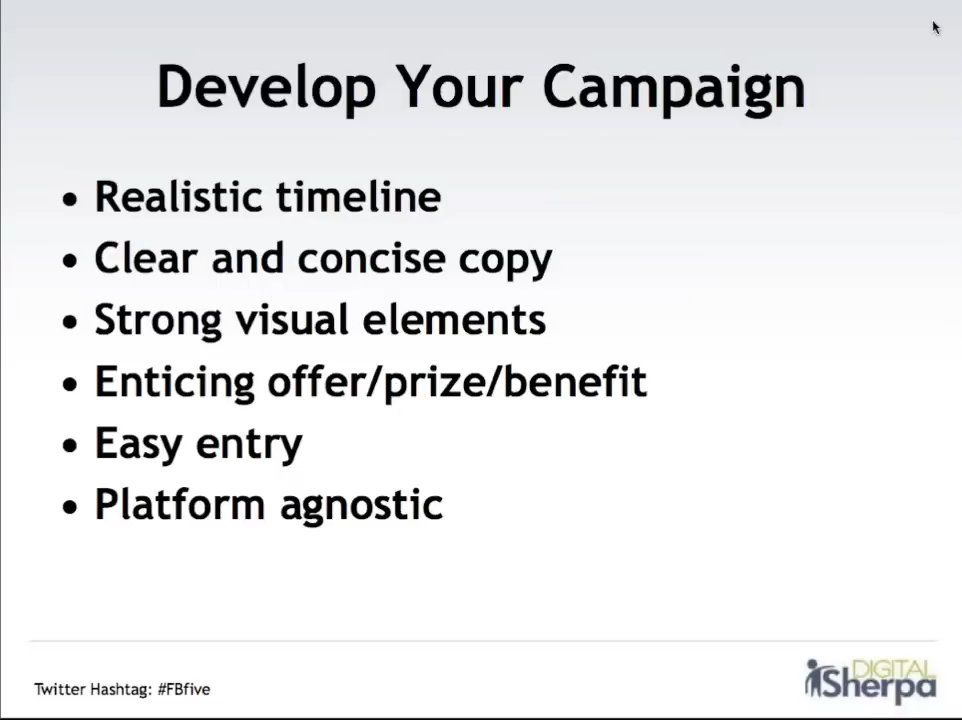 Develop Your Campaign
• Realistic timeline
• Clear and concise copy
• Strong visual elements
• Enticing offer/prize/benefit
• Easy entry
• Platform agnostic
Twitter Hashtag: #FBfive
DIGITAL
Sherpa